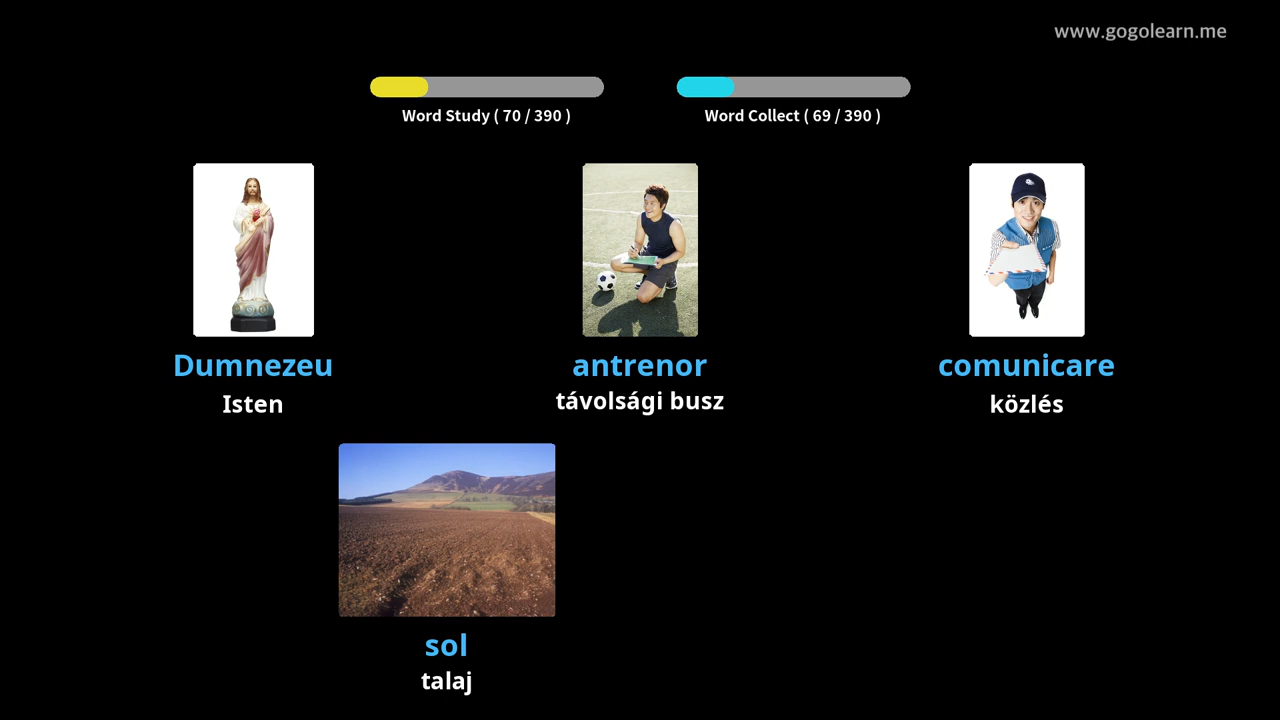 www.gogolearn.me
Word Study ( 70 / 390 )
Word Collect ( 69 / 390 )
Dumnezeu
Isten
antrenor
távolsági busz
comunicare
közlés
sol
talaj